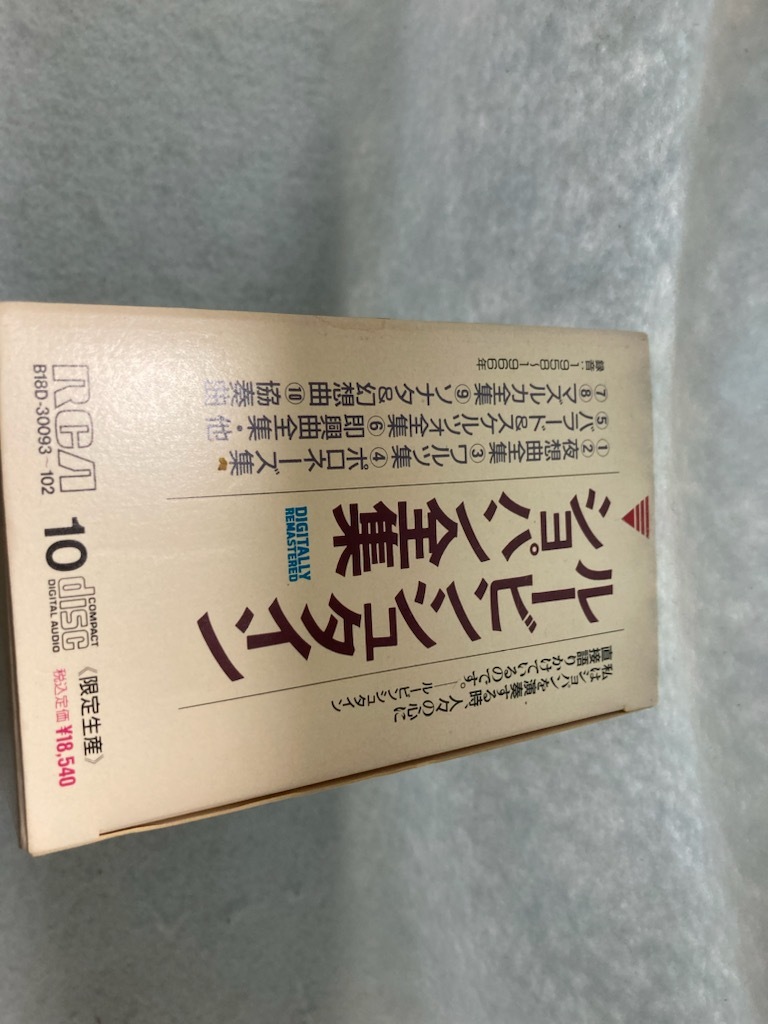 私は、ショパンを演奏する時、人々の心に
直接語りかけているのです。——ルービンシュタイン
ルービンシュタイン
ショパン全集
DIGITALLY
REMASTERED
①②夜想曲全集③ワルツ集④ポロネーズ集
⑤バラード&スケルツォ全集⑥即興曲全集・他
⑦⑧マズルカ全集⑨ソナタ&幻想曲⑩協奏曲
録音:1958〜1966年
RCA
B18D-30093~102
10
COMPACT
disc
DIGITAL AUDIO
〈限定生産〉
税込定価¥18,540